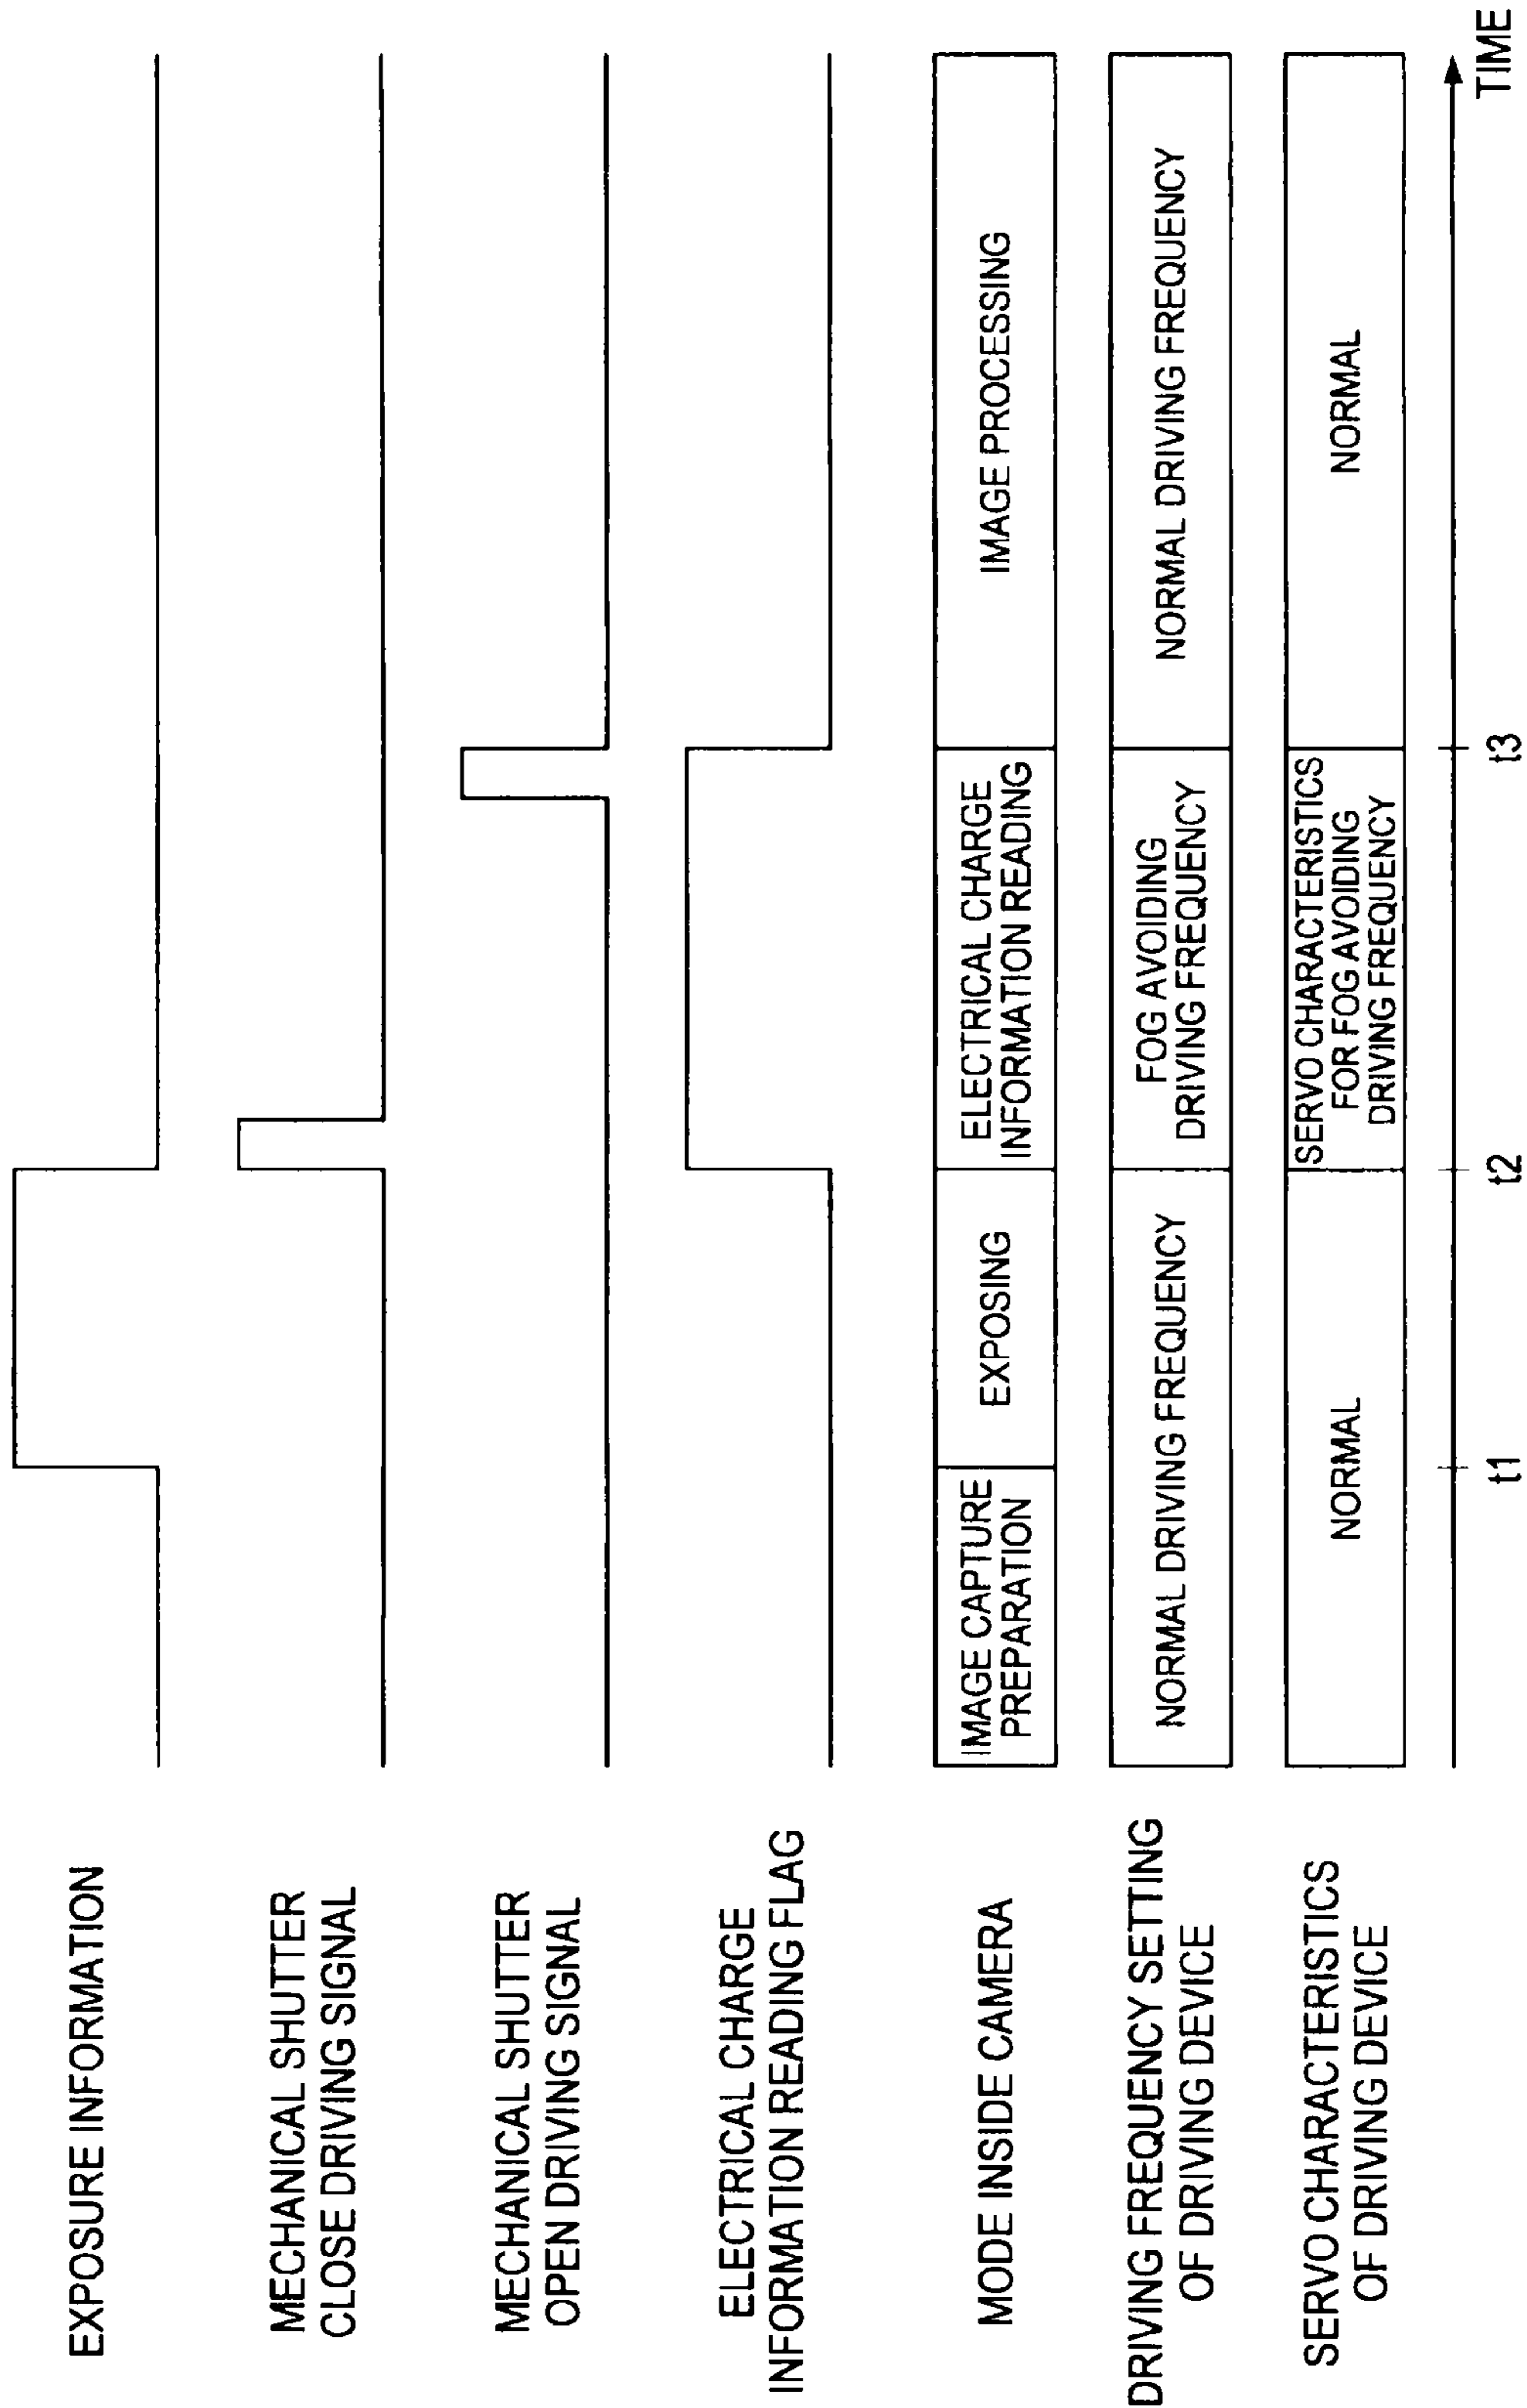 EXPOSURE INFORMATION
MECHANICAL SHUTTER
CLOSE DRIVING SIGNAL
MECHANICAL SHUTTER
OPEN DRIVING SIGNAL
ELECTRICAL CHARGE
INFORMATION READING FLAG
MODE INSIDE CAMERA
IMAGE CAPTURE
PREPARATION
EXPOSING
ELECTRICAL CHARGE
INFORMATION READING
IMAGE PROCESSING
DRIVING FREQUENCY SETTING
OF DRIVING DEVICE
NORMAL DRIVING FREQUENCY
FOG AVOIDING
DRIVING FREQUENCY
NORMAL DRIVING FREQUENCY
SERVO CHARACTERISTICS
OF DRIVING DEVICE
NORMAL
SERVO CHARACTERISTICS
FOR FOG AVOIDING
DRIVING FREQUENCY
NORMAL
t1
t2
t3
TIME